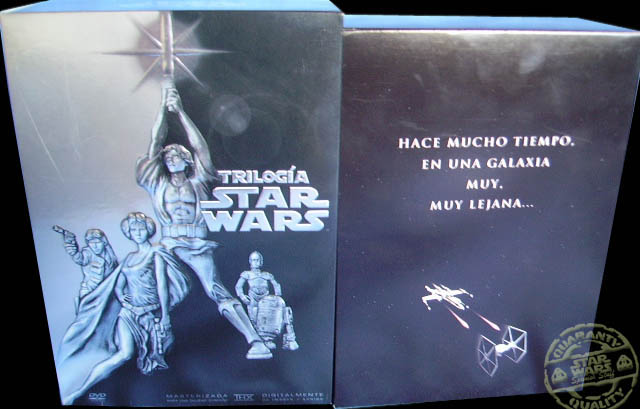 TRILOGÍA
STAR
WARS
DVD
MASTERIZADA
THX
DIGITALMENTE
HACE MUCHO TIEMPO,
EN UNA GALAXIA
MUY,
MUY LEJANA...
QUARANTY
STAR
WARS
QUALITY